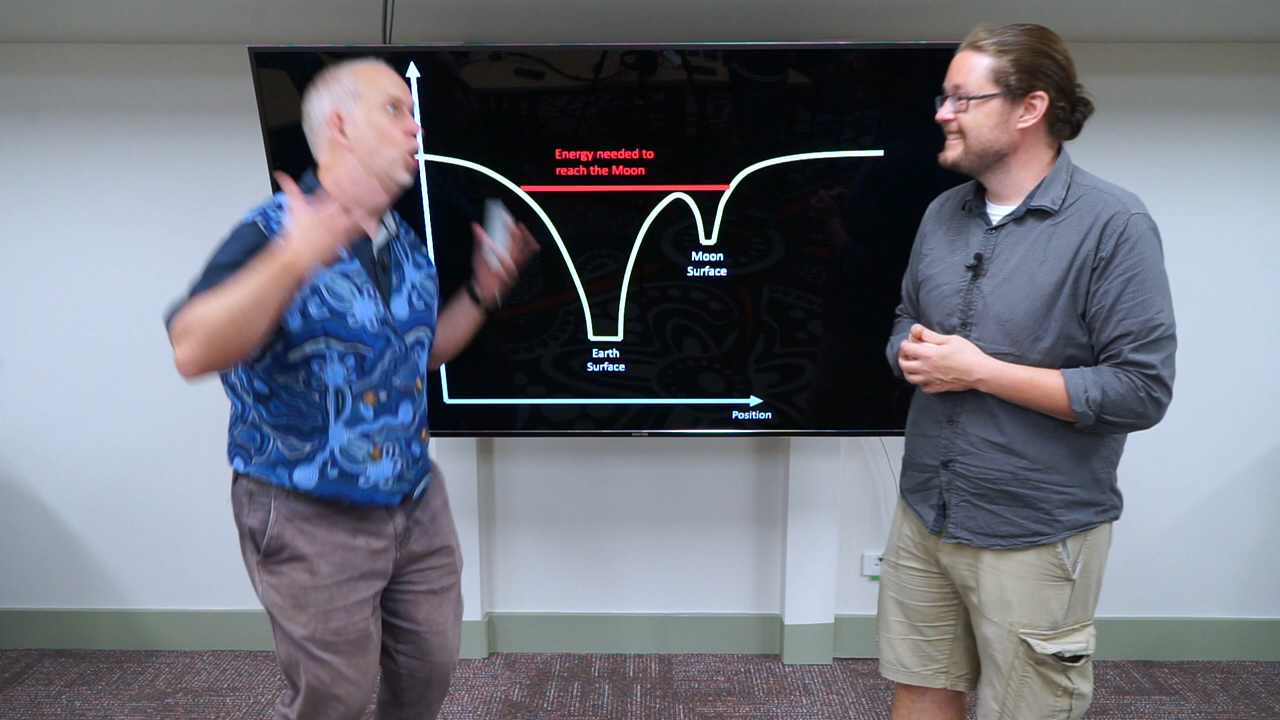 Energy needed to
reach the Moon
Moon
Surface
Earth
Surface
Position